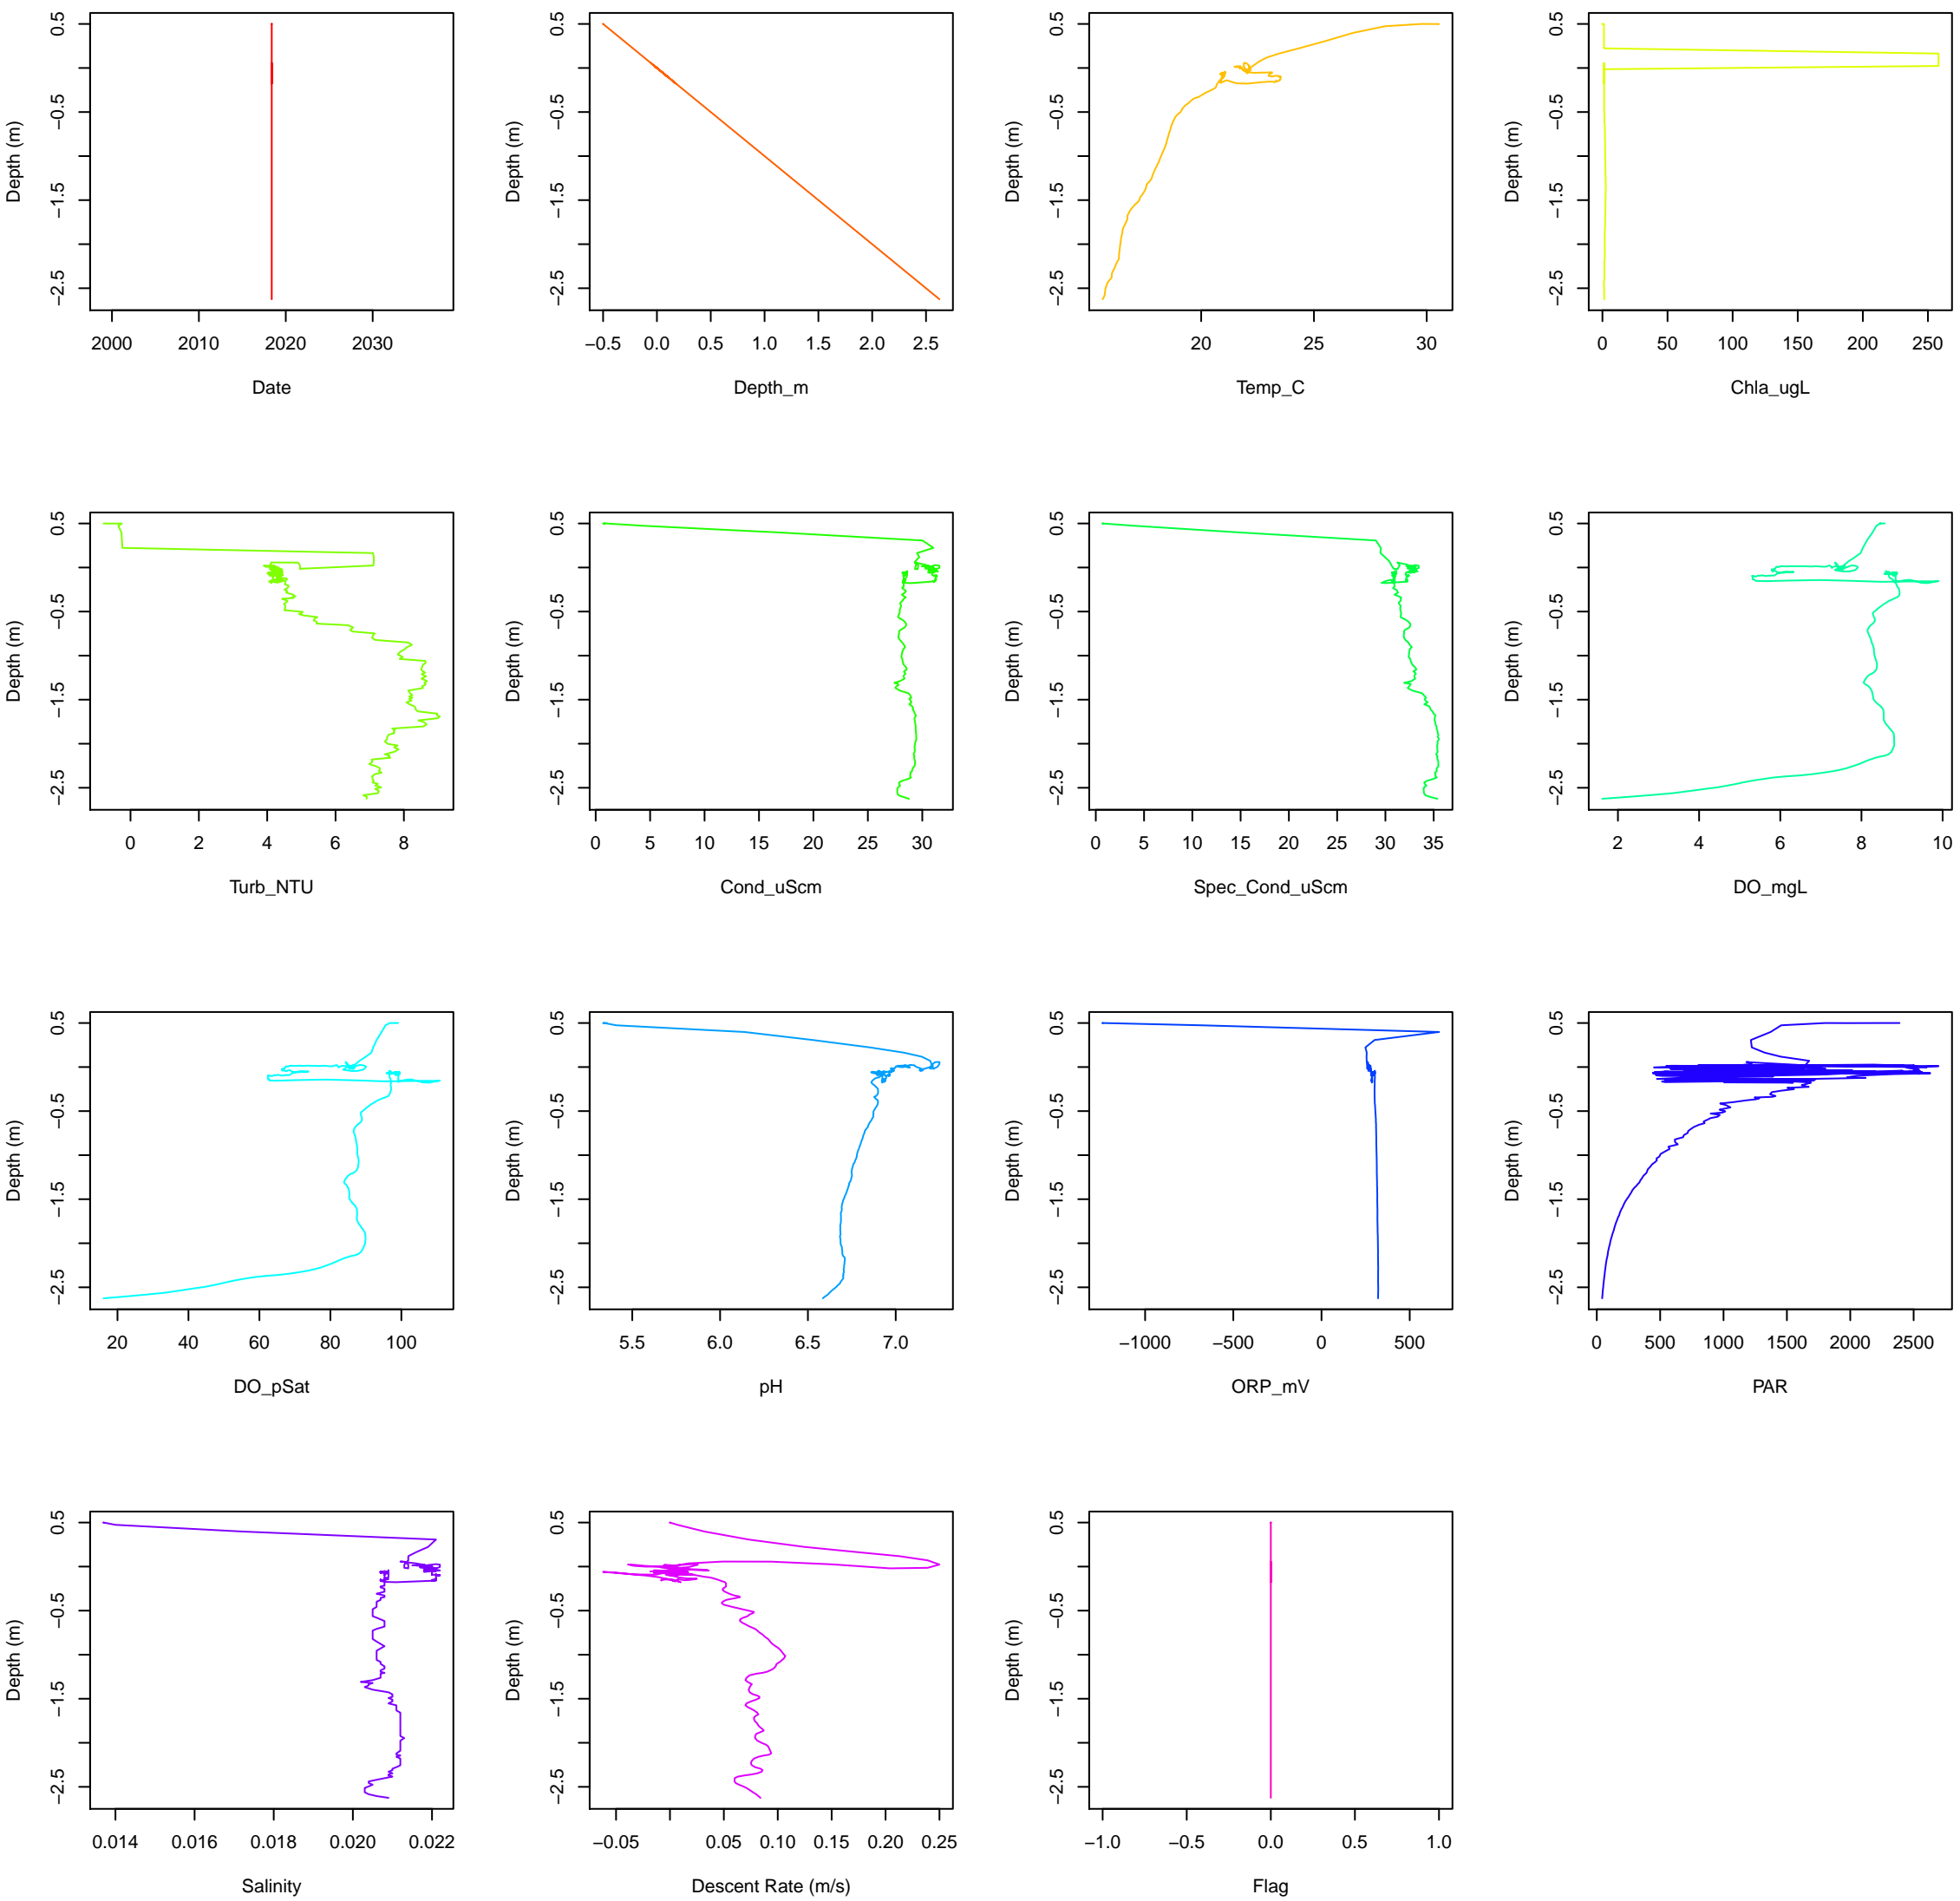 Depth (m)
0.5
−0.5
−1.5
−2.5
2000 2010 2020 2030
Date
Depth (m)
0.5
−0.5
−1.5
−2.5
−0.5 0.0 0.5 1.0 1.5 2.0 2.5
Depth_m
Depth (m)
0.5
−0.5
−1.5
−2.5
20 25 30
Temp_C
Depth (m)
0.5
−0.5
−1.5
−2.5
0 50 100 150 200 250
Chla_ugL
Depth (m)
0.5
−0.5
−1.5
−2.5
0 2 4 6 8
Turb_NTU
Depth (m)
0.5
−0.5
−1.5
−2.5
0 5 10 15 20 25 30
Cond_uScm
Depth (m)
0.5
−0.5
−1.5
−2.5
0 5 10 15 20 25 30 35
Spec_Cond_uScm
Depth (m)
0.5
−0.5
−1.5
−2.5
2 4 6 8 10
DO_mgL
Depth (m)
0.5
−0.5
−1.5
−2.5
20 40 60 80 100
DO_pSat
Depth (m)
0.5
−0.5
−1.5
−2.5
5.5 6.0 6.5 7.0
pH
Depth (m)
0.5
−0.5
−1.5
−2.5
−1000 −500 0 500
ORP_mV
Depth (m)
0.5
−0.5
−1.5
−2.5
0 500 1000 1500 2000 2500
PAR
Depth (m)
0.5
−0.5
−1.5
−2.5
0.014 0.016 0.018 0.020 0.022
Salinity
Depth (m)
0.5
−0.5
−1.5
−2.5
−0.05 0.05 0.10 0.15 0.20 0.25
Descent Rate (m/s)
Depth (m)
0.5
−0.5
−1.5
−2.5
−1.0 −0.5 0.0 0.5 1.0
Flag